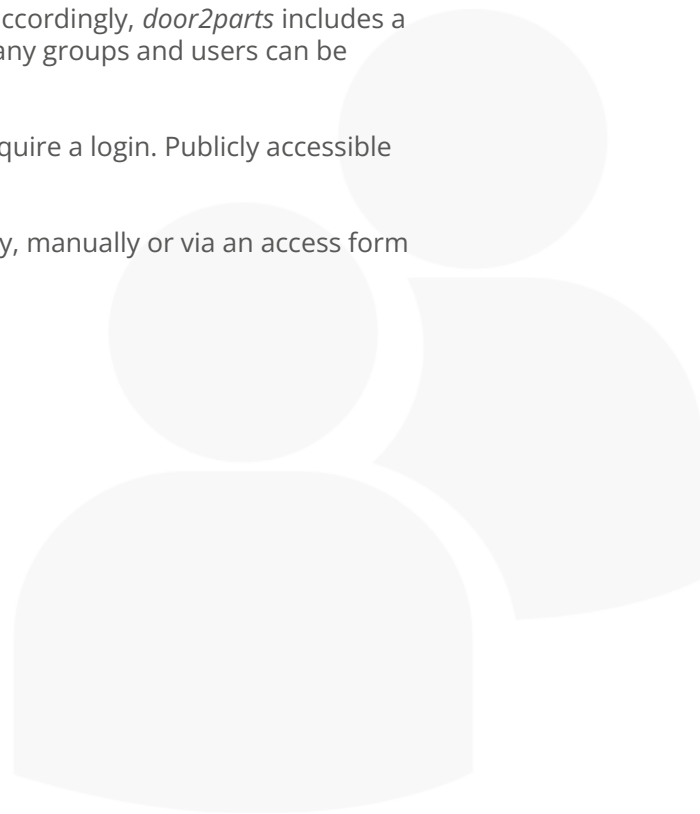 ccordingly, door2parts includes a
any groups and users can be
quire a login. Publicly accessible
y, manually or via an access form